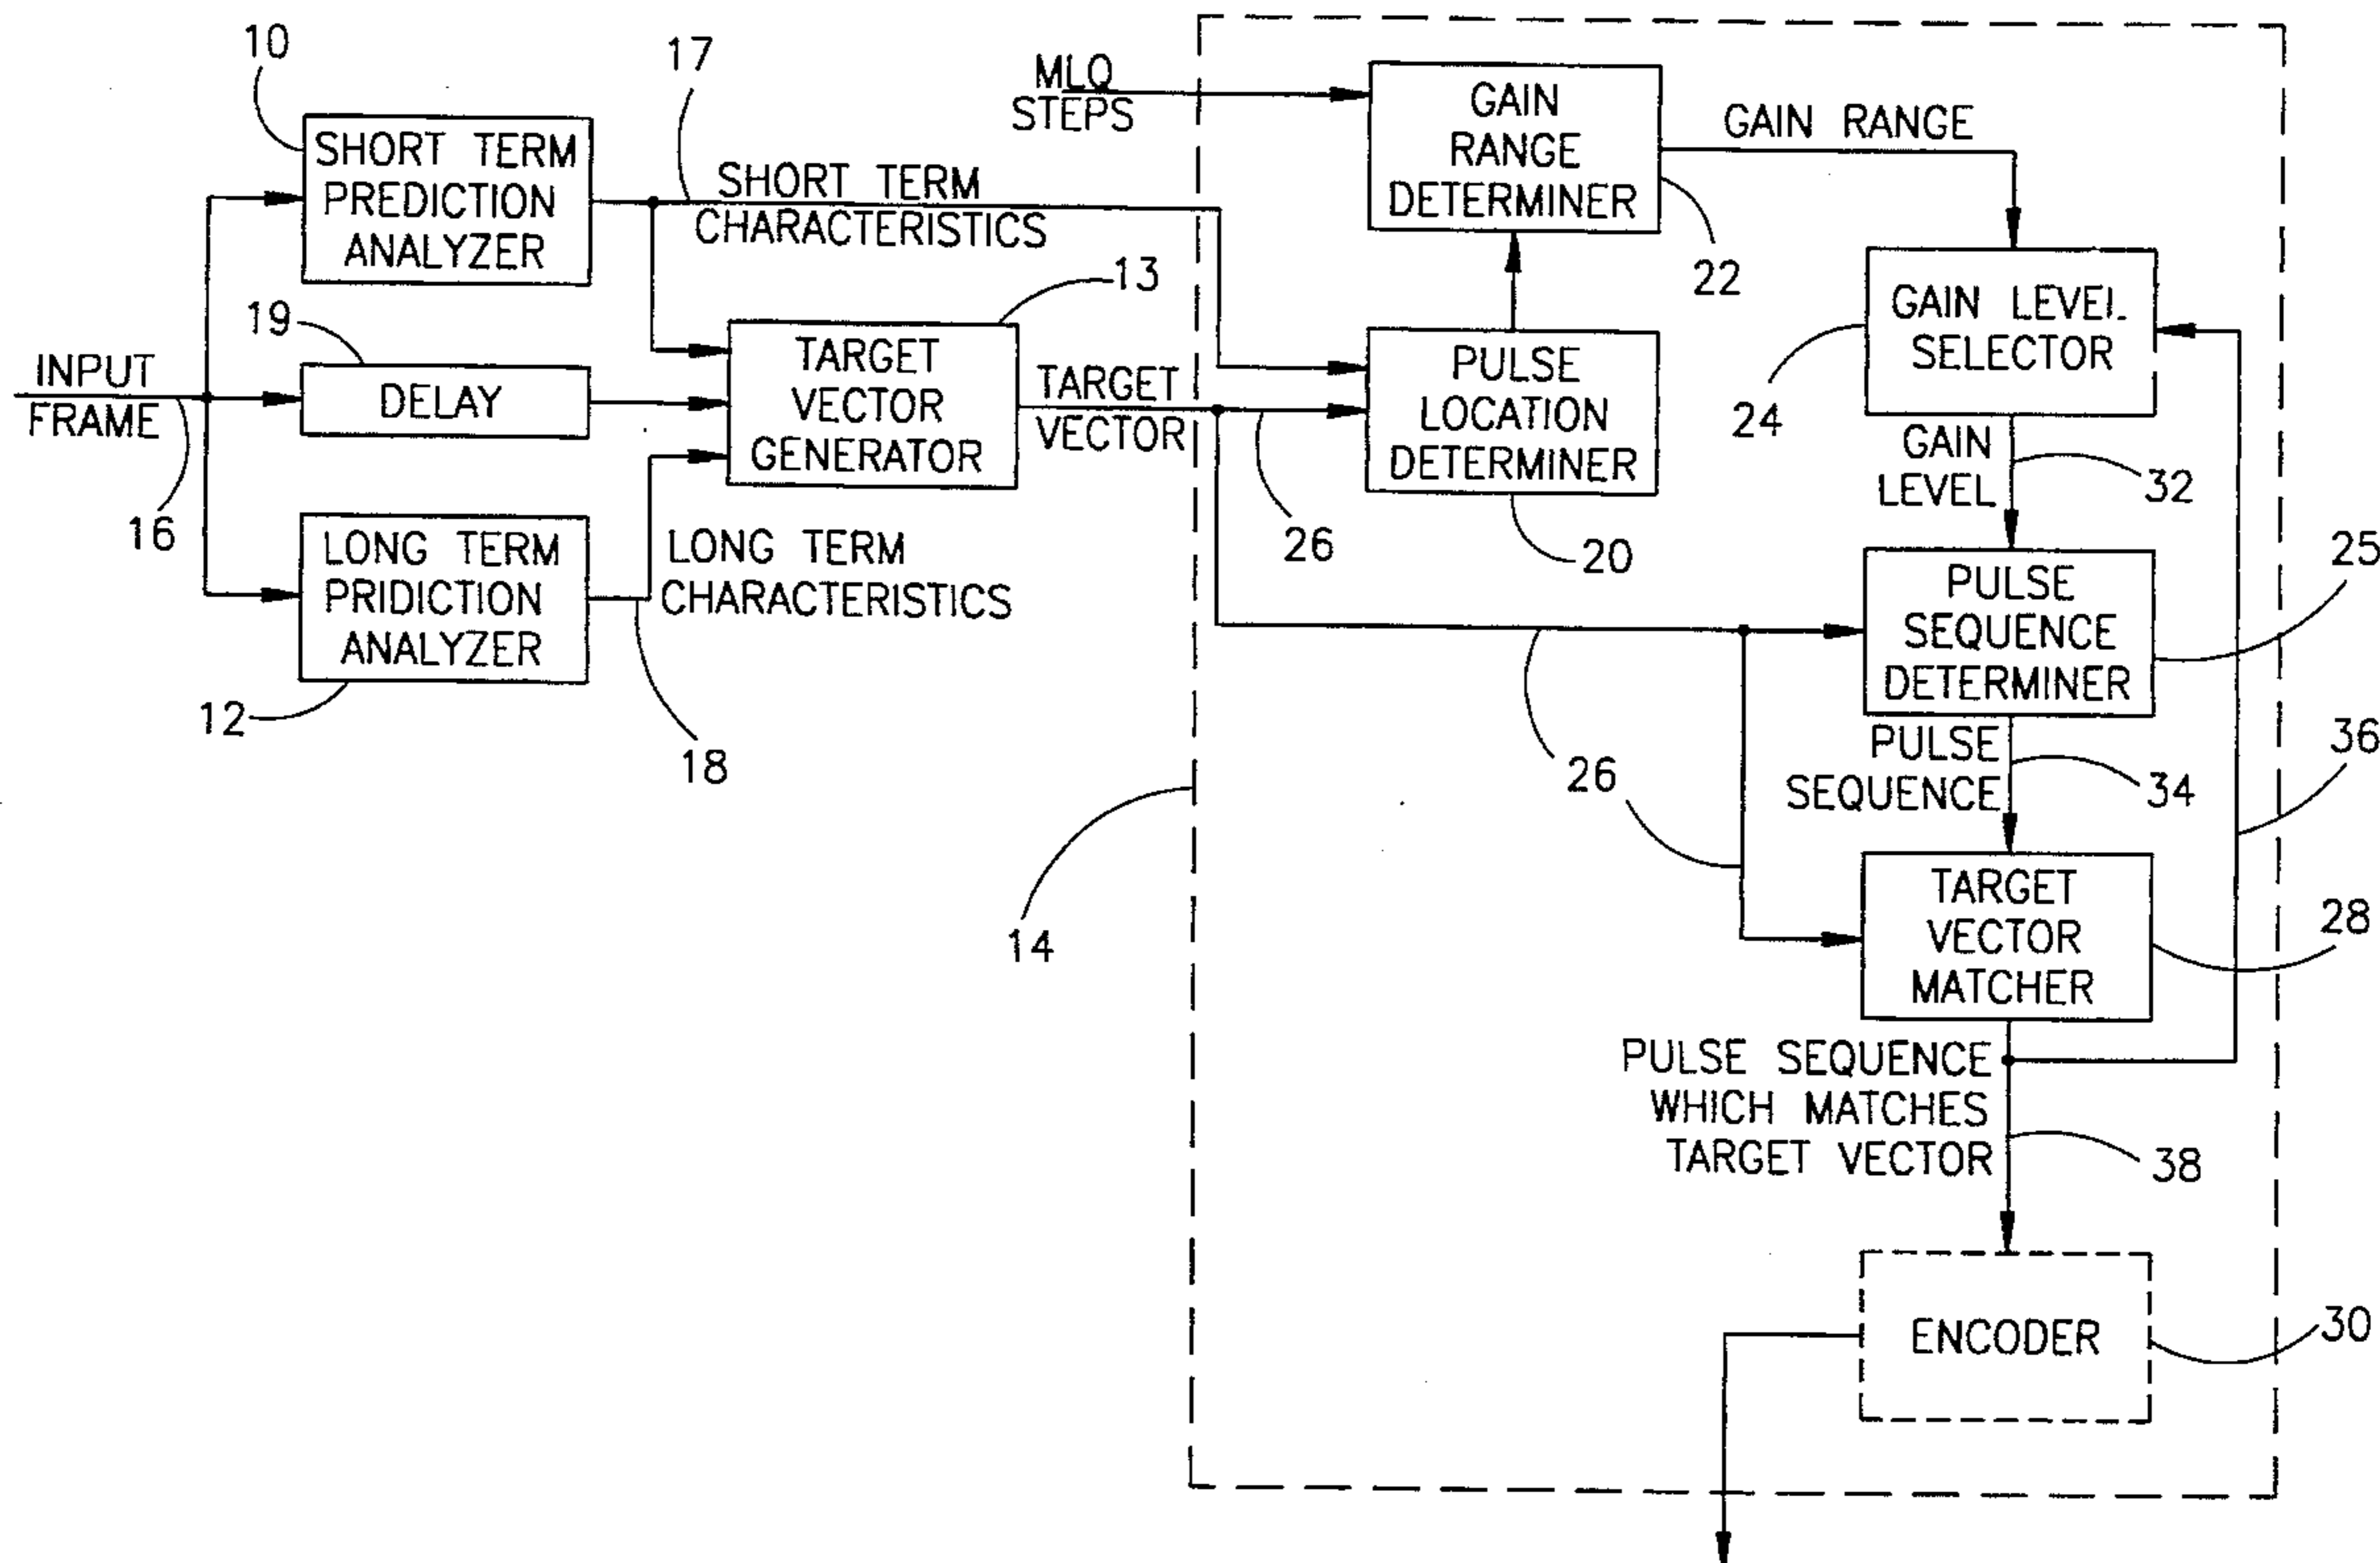 10
SHORT TERM
PREDICTION
ANALYZER
17
SHORT TERM
CHARACTERISTICS
19
DELAY
INPUT
FRAME
16
LONG TERM
PRIDICTION
ANALYZER
12
18
LONG TERM
CHARACTERISTICS
13
TARGET
VECTOR
GENERATOR
TARGET
VECTOR
14
MLQ
STEPS
GAIN
RANGE
DETERMINER
22
GAIN RANGE
PULSE
LOCATION
DETERMINER
20
26
GAIN LEVEL
SELECTOR
24
GAIN
LEVEL
32
PULSE
SEQUENCE
DETERMINER
25
26
PULSE
SEQUENCE
34
36
TARGET
VECTOR
MATCHER
28
PULSE SEQUENCE
WHICH MATCHES
TARGET VECTOR
38
ENCODER
30